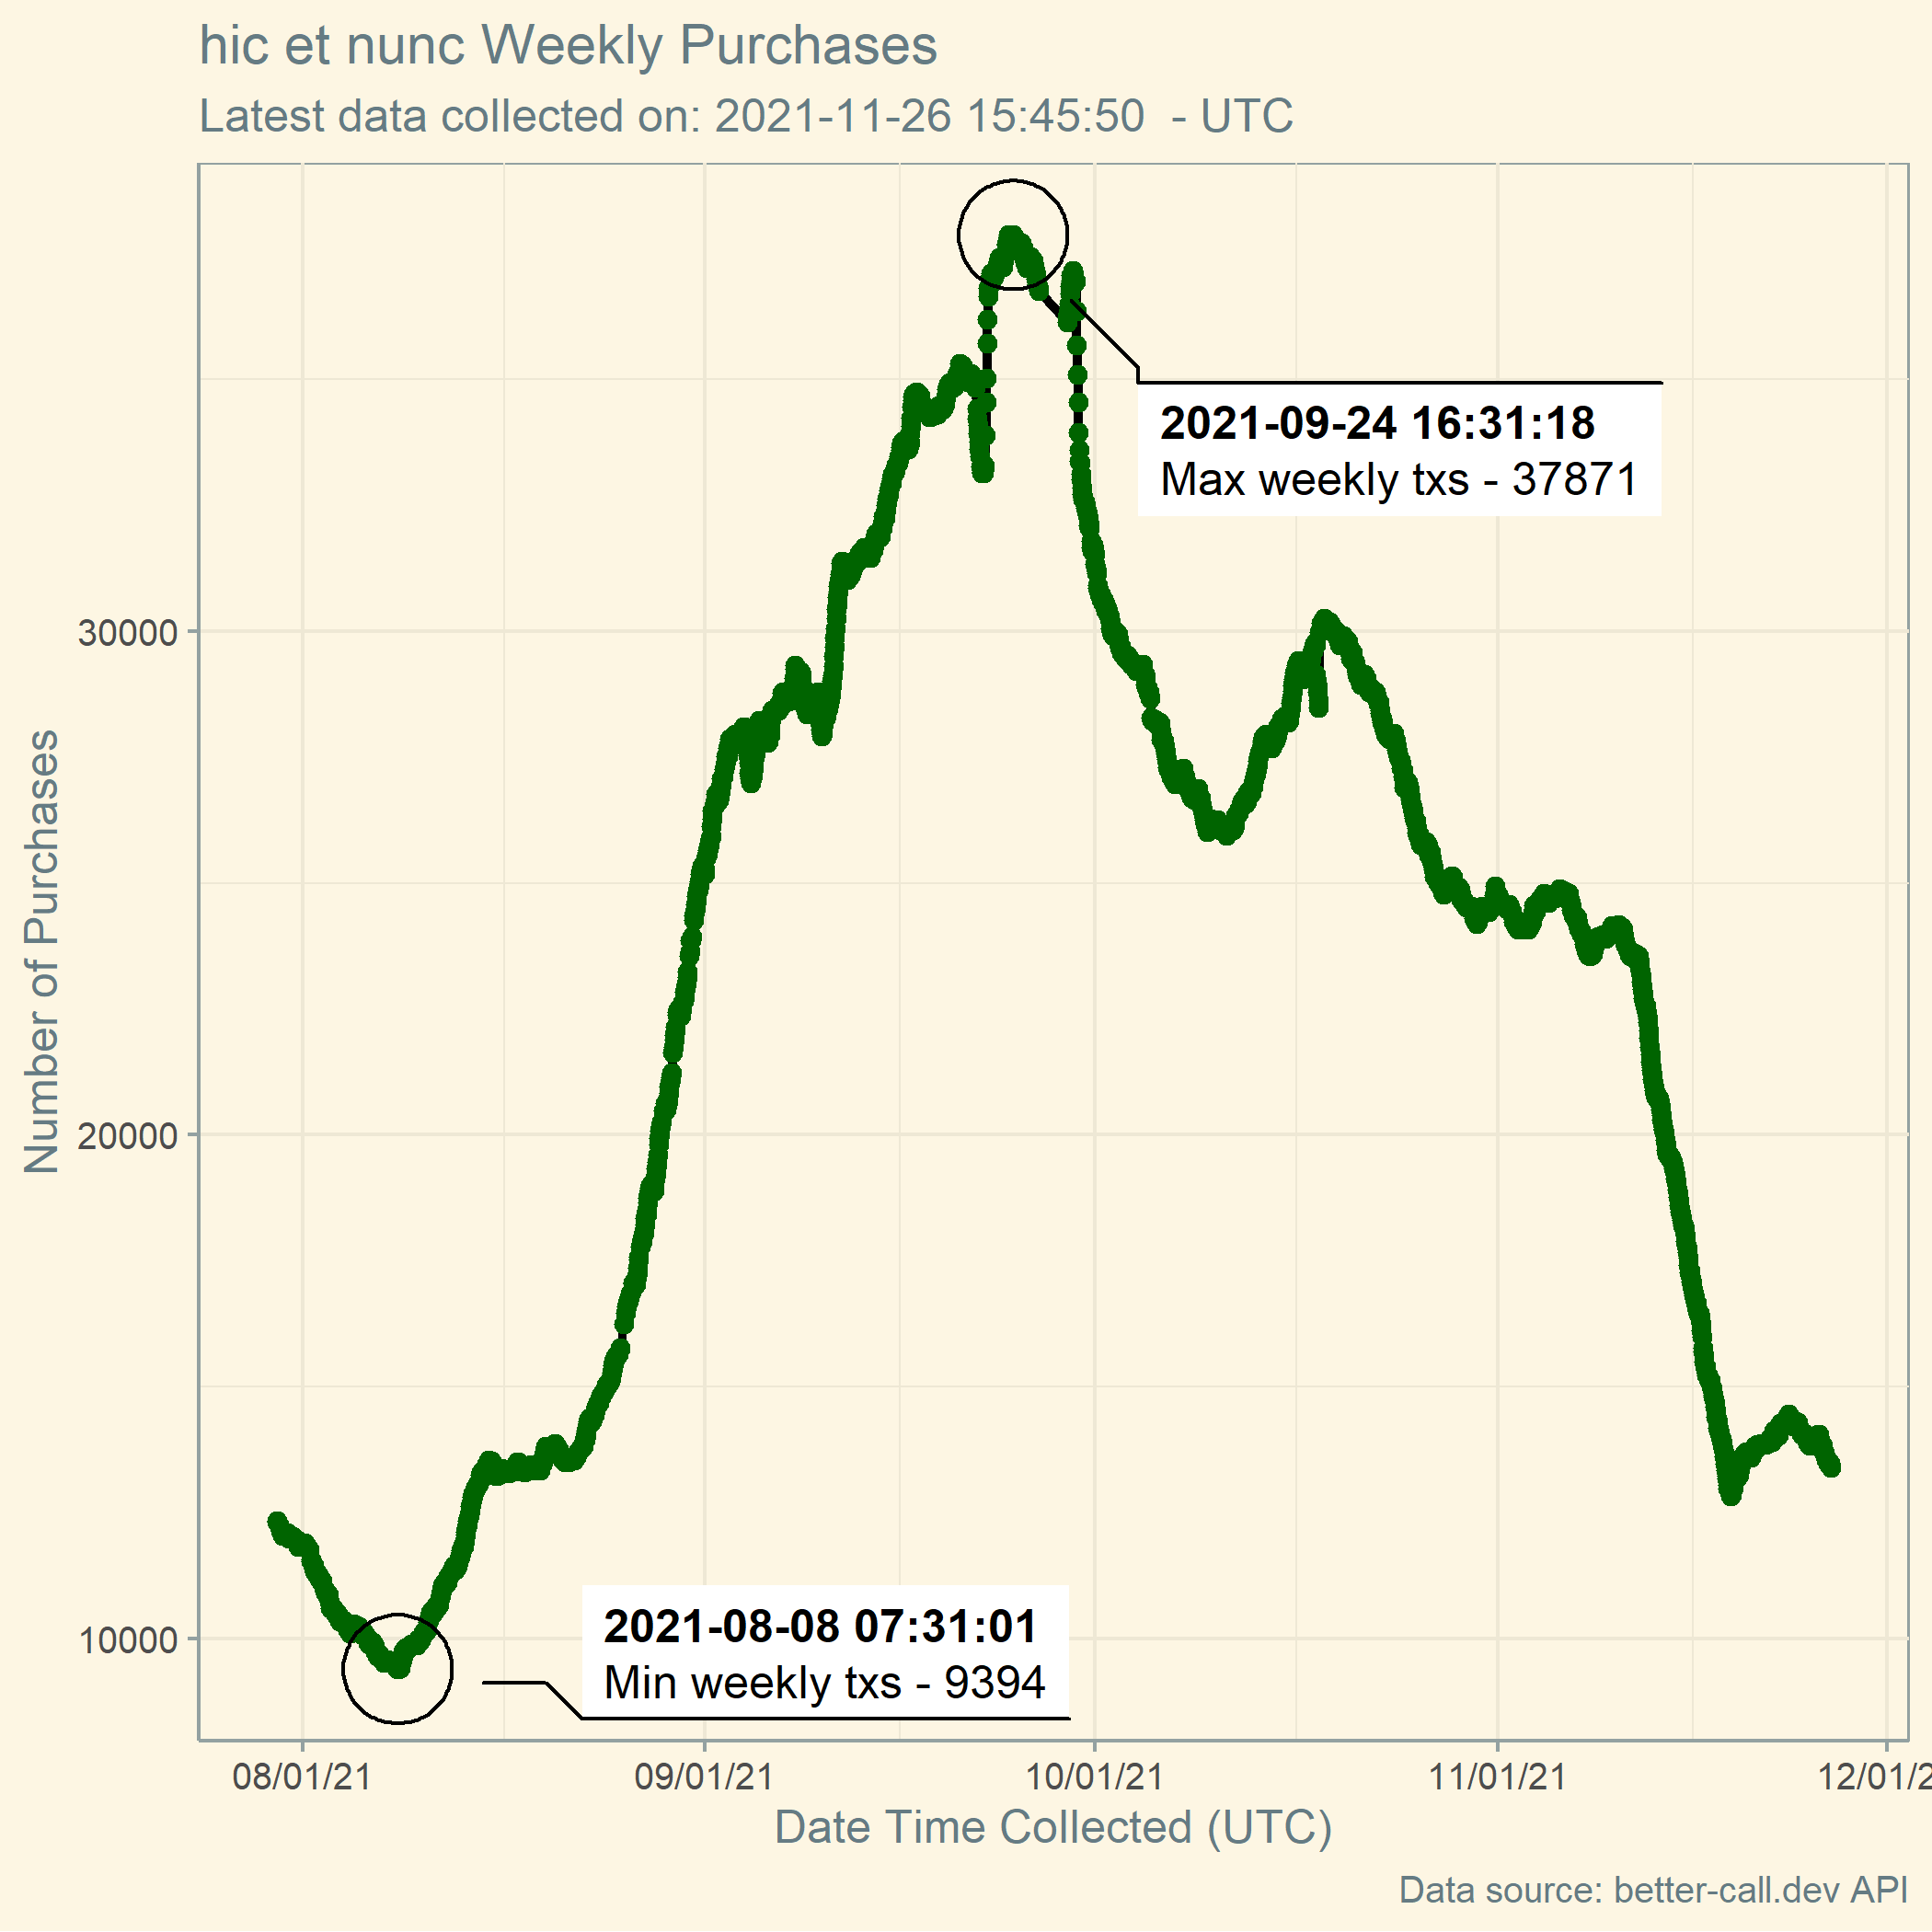 hic et nunc Weekly Purchases
Latest data collected on: 2021-11-26 15:45:50 - UTC
2021-09-24 16:31:18
Max weekly txs - 37871
30000
20000
10000
Number of Purchases
2021-08-08 07:31:01
Min weekly txs - 9394
08/01/21 09/01/21 10/01/21 11/01/21 12/01/2
Date Time Collected (UTC)
Data source: better-call.dev API